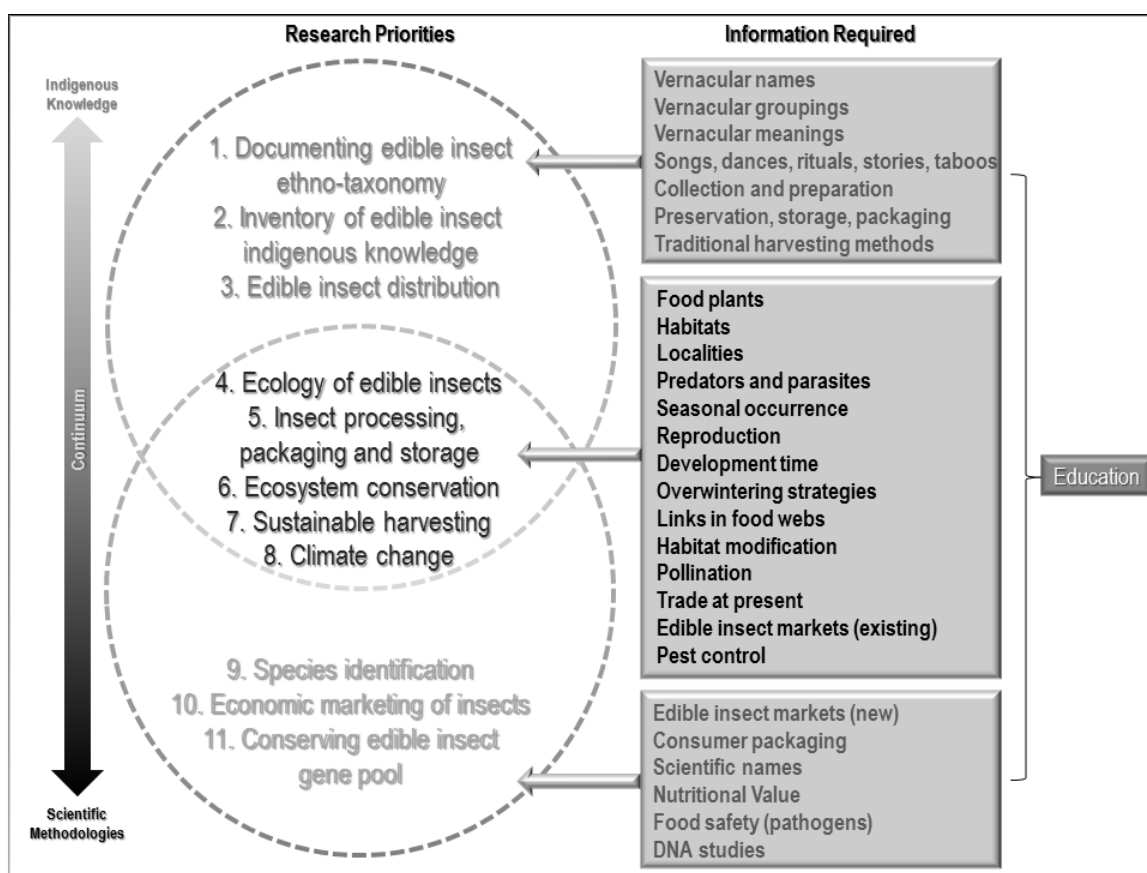 Research Priorities
Information Required
Indigenous
Knowledge
Continuum
Scientific
Methodologies
1. Documenting edible insect
ethno-taxonomy
2. Inventory of edible insect
indigenous knowledge
3. Edible insect distribution
4. Ecology of edible insects
5. Insect processing,
packaging and storage
6. Ecosystem conservation
7. Sustainable harvesting
8. Climate change
9. Species identification
10. Economic marketing of insects
11. Conserving edible insect
gene pool
Vernacular names
Vernacular groupings
Vernacular meanings
Songs, dances, rituals, stories, taboos
Collection and preparation
Preservation, storage, packaging
Traditional harvesting methods
Food plants
Habitats
Localities
Predators and parasites
Seasonal occurrence
Reproduction
Development time
Overwintering strategies
Links in food webs
Habitat modification
Pollination
Trade at present
Edible insect markets (existing)
Pest control
Edible insect markets (new)
Consumer packaging
Scientific names
Nutritional Value
Food safety (pathogens)
DNA studies
Education